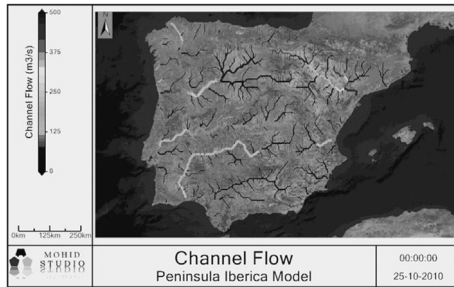 500
375
250
125
0
Channel Flow (m3/s)
N
0km 125km 250km
MOHID
STUDIO
Channel Flow
Peninsula Iberica Model
00:00:00
25-10-2010